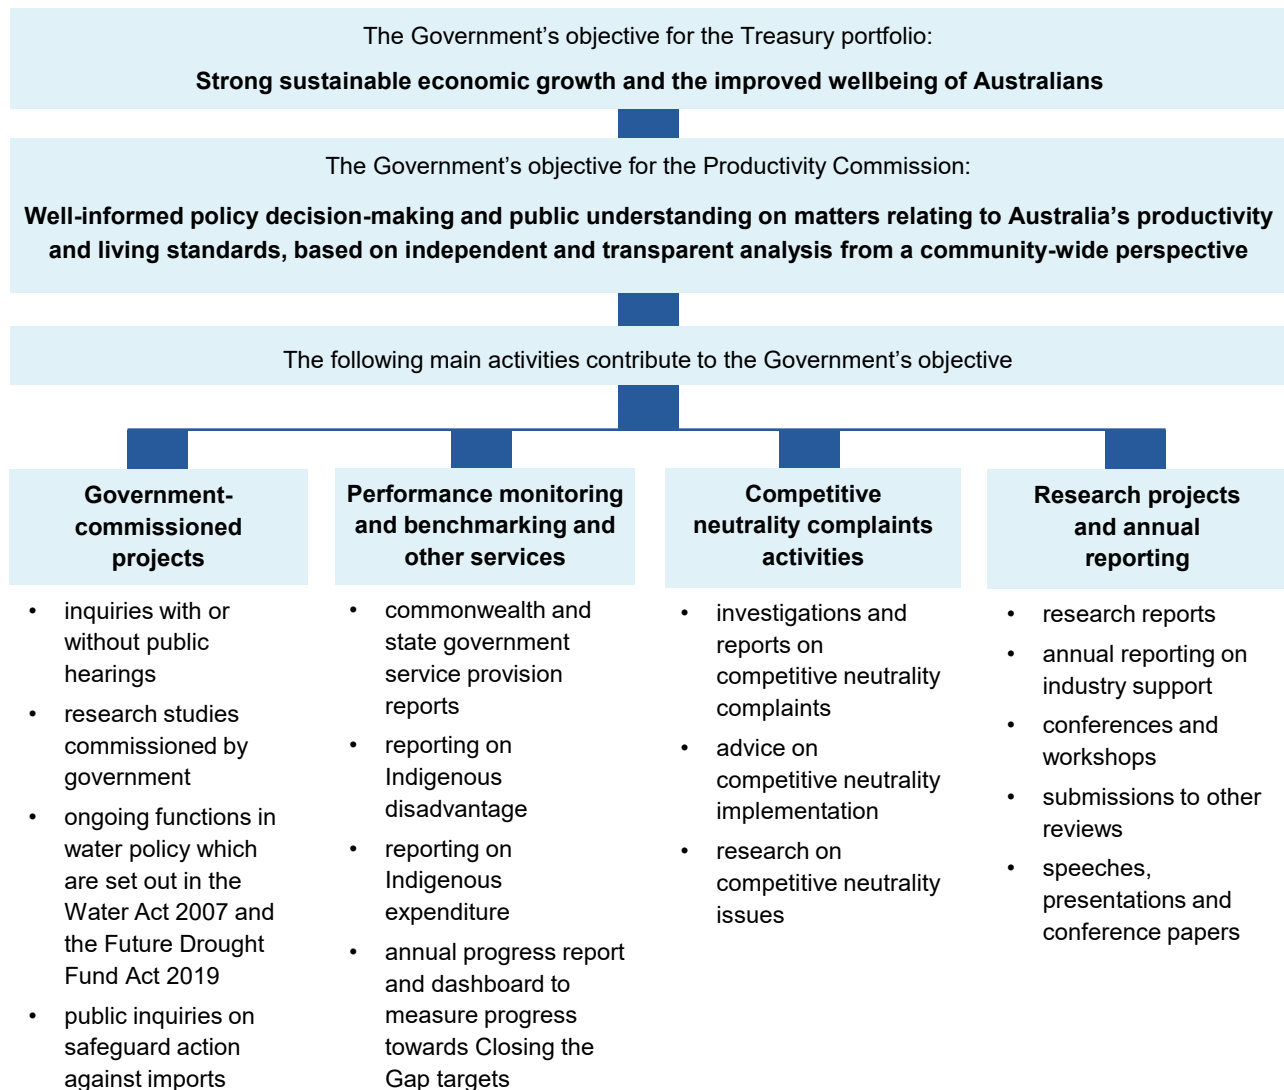 The Government’s objective for the Treasury portfolio:
Strong sustainable economic growth and the improved wellbeing of Australians
The Government’s objective for the Productivity Commission:
Well-informed policy decision-making and public understanding on matters relating to Australia’s productivity
and living standards, based on independent and transparent analysis from a community-wide perspective
The following main activities contribute to the Government’s objective
Government-
commissioned
projects
• inquiries with or
without public
hearings
• research studies
commissioned by
government
• ongoing functions in
water policy which
are set out in the
Water Act 2007 and
the Future Drought
Fund Act 2019
• public inquiries on
safeguard action
against imports
Performance monitoring
and benchmarking and
other services
• commonwealth and
state government
service provision
reports
• reporting on
Indigenous
disadvantage
• reporting on
Indigenous
expenditure
• annual progress report
and dashboard to
measure progress
towards Closing the
Gap targets
Competitive
neutrality complaints
activities
• investigations and
reports on
competitive neutrality
complaints
• advice on
competitive neutrality
implementation
• research on
competitive neutrality
issues
Research projects
and annual
reporting
• research reports
• annual reporting on
industry support
• conferences and
workshops
• submissions to other
reviews
• speeches,
presentations and
conference papers